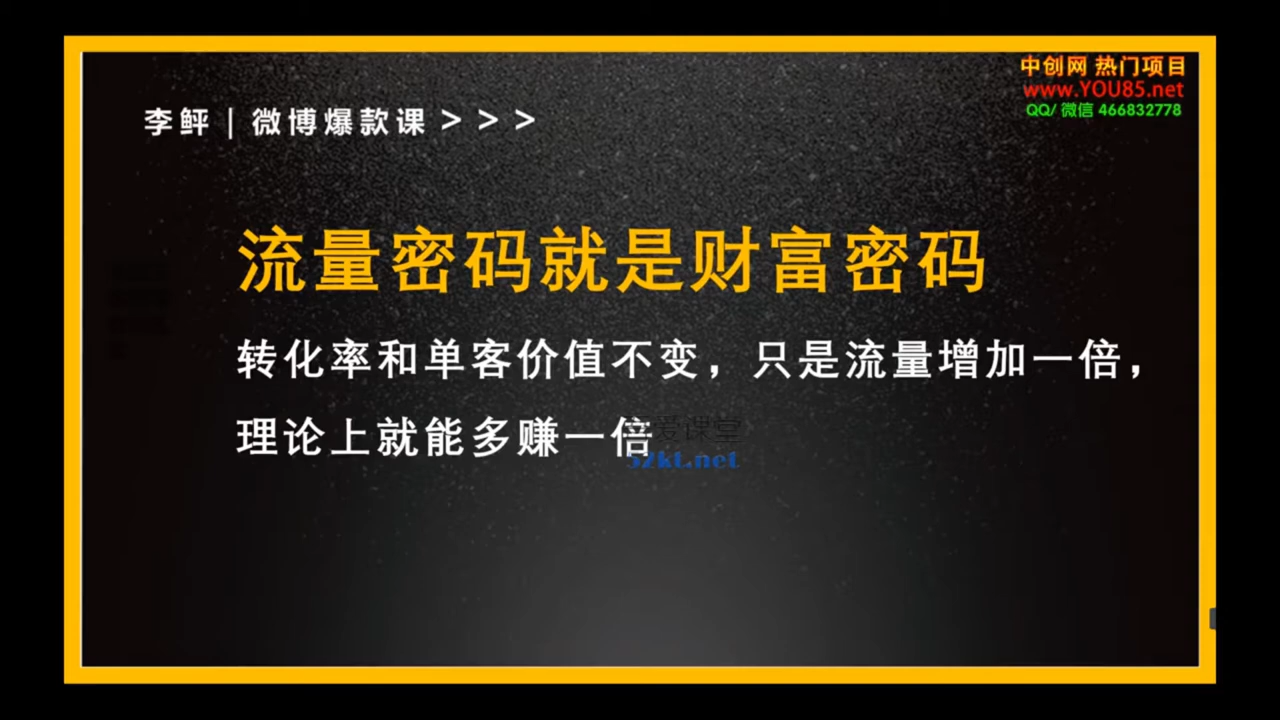 中创网 热门项目
www.YOU85.net
QQ/ 微信 466832778
李鮃 | 微博爆款课 > > >
流量密码就是财富密码
转化率和单客价值不变，只是流量增加一倍，
理论上就能多赚一倍
爱课堂
52kt.net